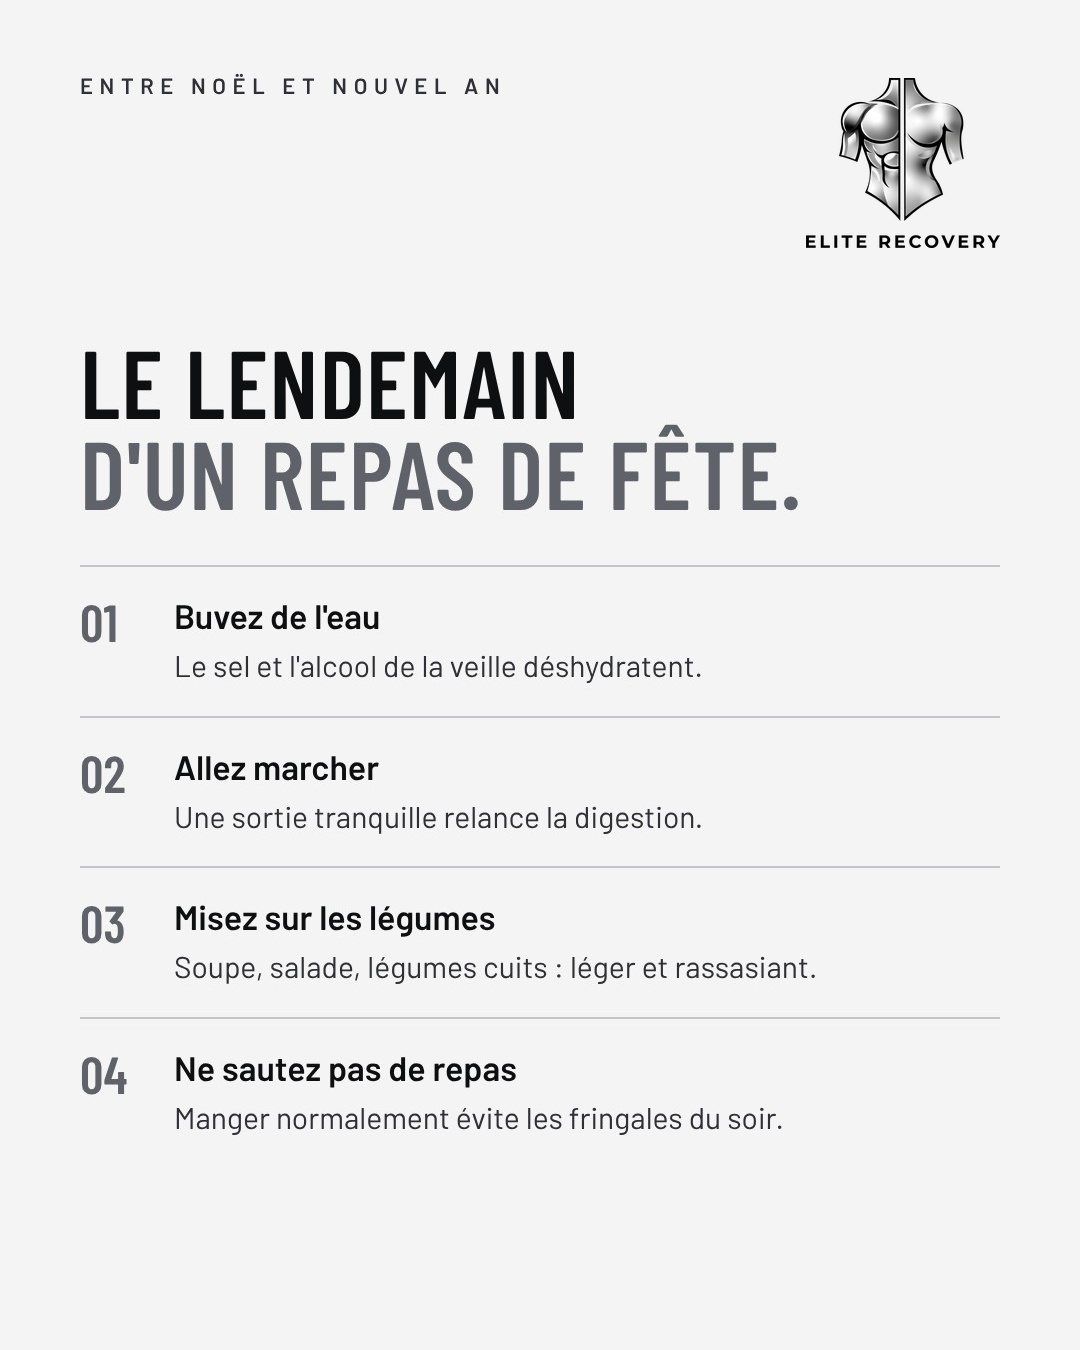 ENTRE NOËL ET NOUVEL AN
ELITE RECOVERY
LE LENDEMAIN
D'UN REPAS DE FÊTE.
01
Buvez de l'eau
Le sel et l'alcool de la veille déshydratent.
02
Allez marcher
Une sortie tranquille relance la digestion.
03
Misez sur les légumes
Soupe, salade, légumes cuits : léger et rassasiant.
04
Ne sautez pas de repas
Manger normalement évite les fringales du soir.